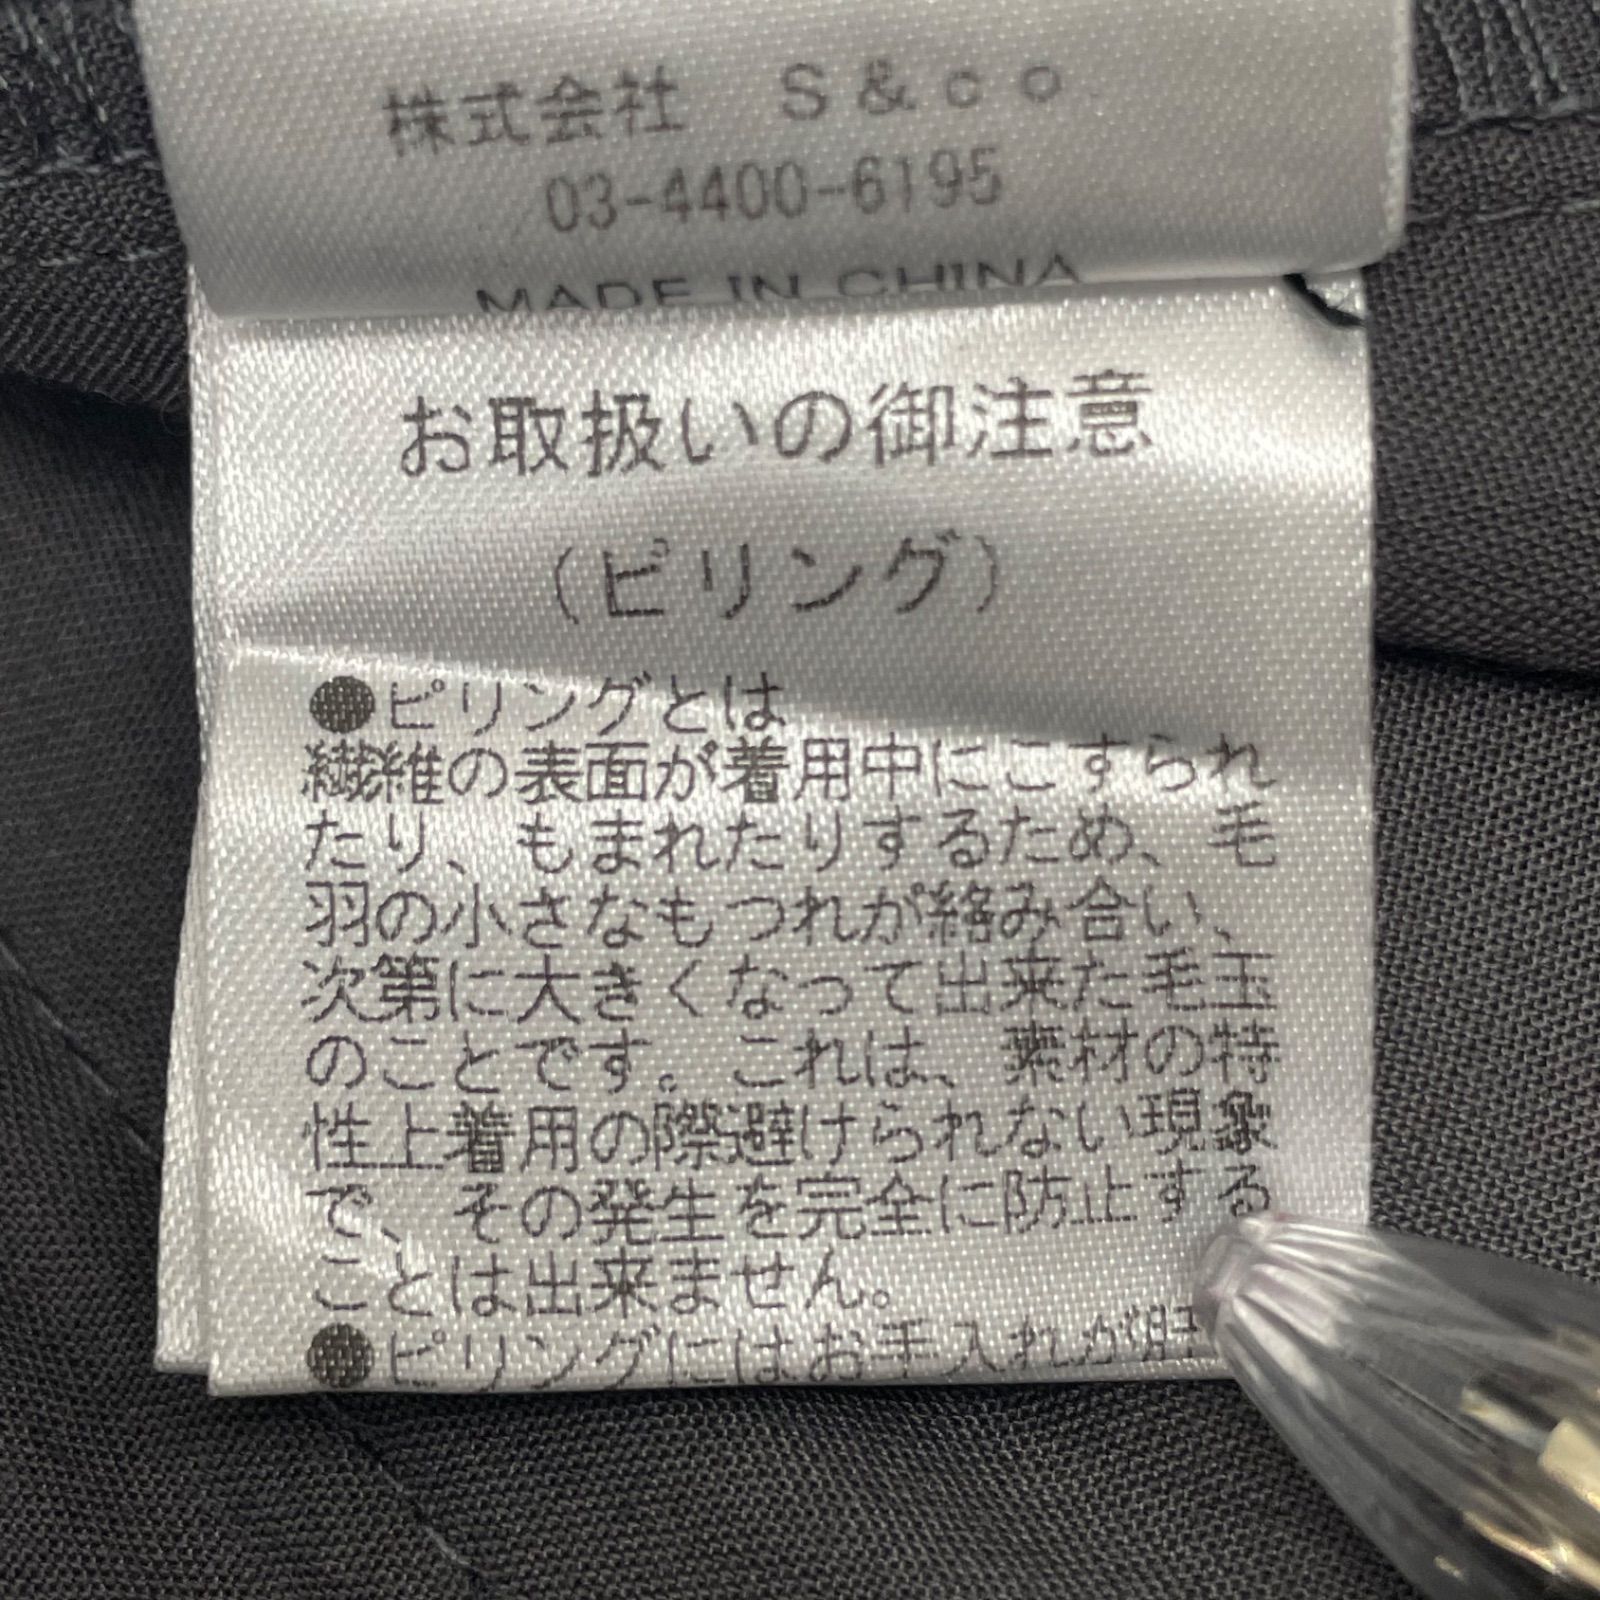 株式会社　S&co.
03-4400-6195
MADE IN CHINA
お取扱いの御注意
(ピリング)
●ピリングとは
繊維の表面が着用中にこすられ
たり、もまれたりするため、毛
羽の小さなもつれが絡み合い、
次第に大きくなって出来た毛玉
のことです。これは、素材の特
性上着用の際避けられない現象
で、その発生を完全に防止する
ことは出来ません。
●ピリングにはお手入れが肝